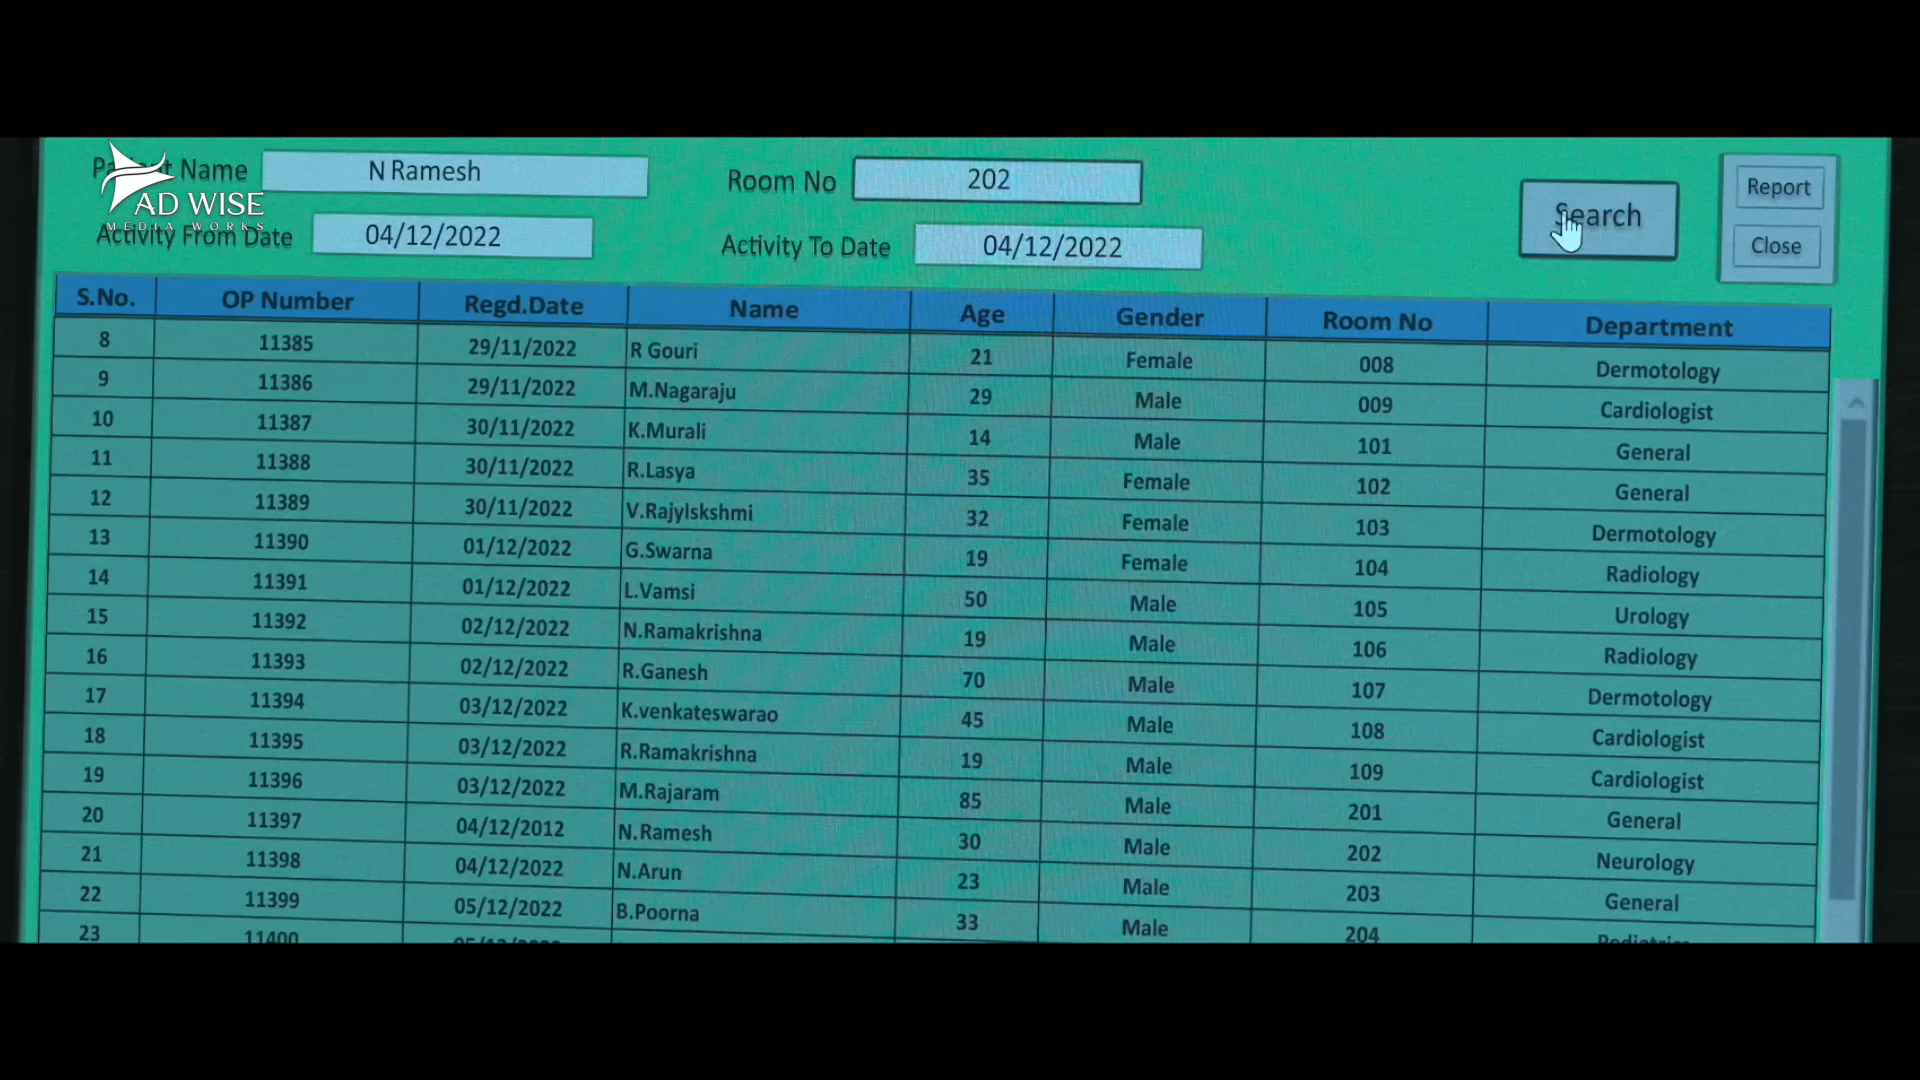 Patient Name N Ramesh Room No 202 Search Report
AD WISE
MEDIA WORKS
Activity From Date 04/12/2022 Activity To Date 04/12/2022 Close
S.No. OP Number Regd.Date Name Age Gender Room No Department
8 11385 29/11/2022 R Gouri 21 Female 008 Dermotology
9 11386 29/11/2022 M.Nagaraju 29 Male 009 Cardiologist
10 11387 30/11/2022 K.Murali 14 Male 101 General
11 11388 30/11/2022 R.Lasya 35 Female 102 General
12 11389 30/11/2022 V.Rajylskshmi 32 Female 103 Dermotology
13 11390 01/12/2022 G.Swarna 19 Female 104 Radiology
14 11391 01/12/2022 L.Vamsi 50 Male 105 Urology
15 11392 02/12/2022 N.Ramakrishna 19 Male 106 Radiology
16 11393 02/12/2022 R.Ganesh 70 Male 107 Dermotology
17 11394 03/12/2022 K.venkateswarao 45 Male 108 Cardiologist
18 11395 03/12/2022 R.Ramakrishna 19 Male 109 Cardiologist
19 11396 03/12/2022 M.Rajaram 85 Male 201 General
20 11397 04/12/2012 N.Ramesh 30 Male 202 Neurology
21 11398 04/12/2022 N.Arun 23 Male 203 General
22 11399 05/12/2022 B.Poorna 33 Male 204
23 11400